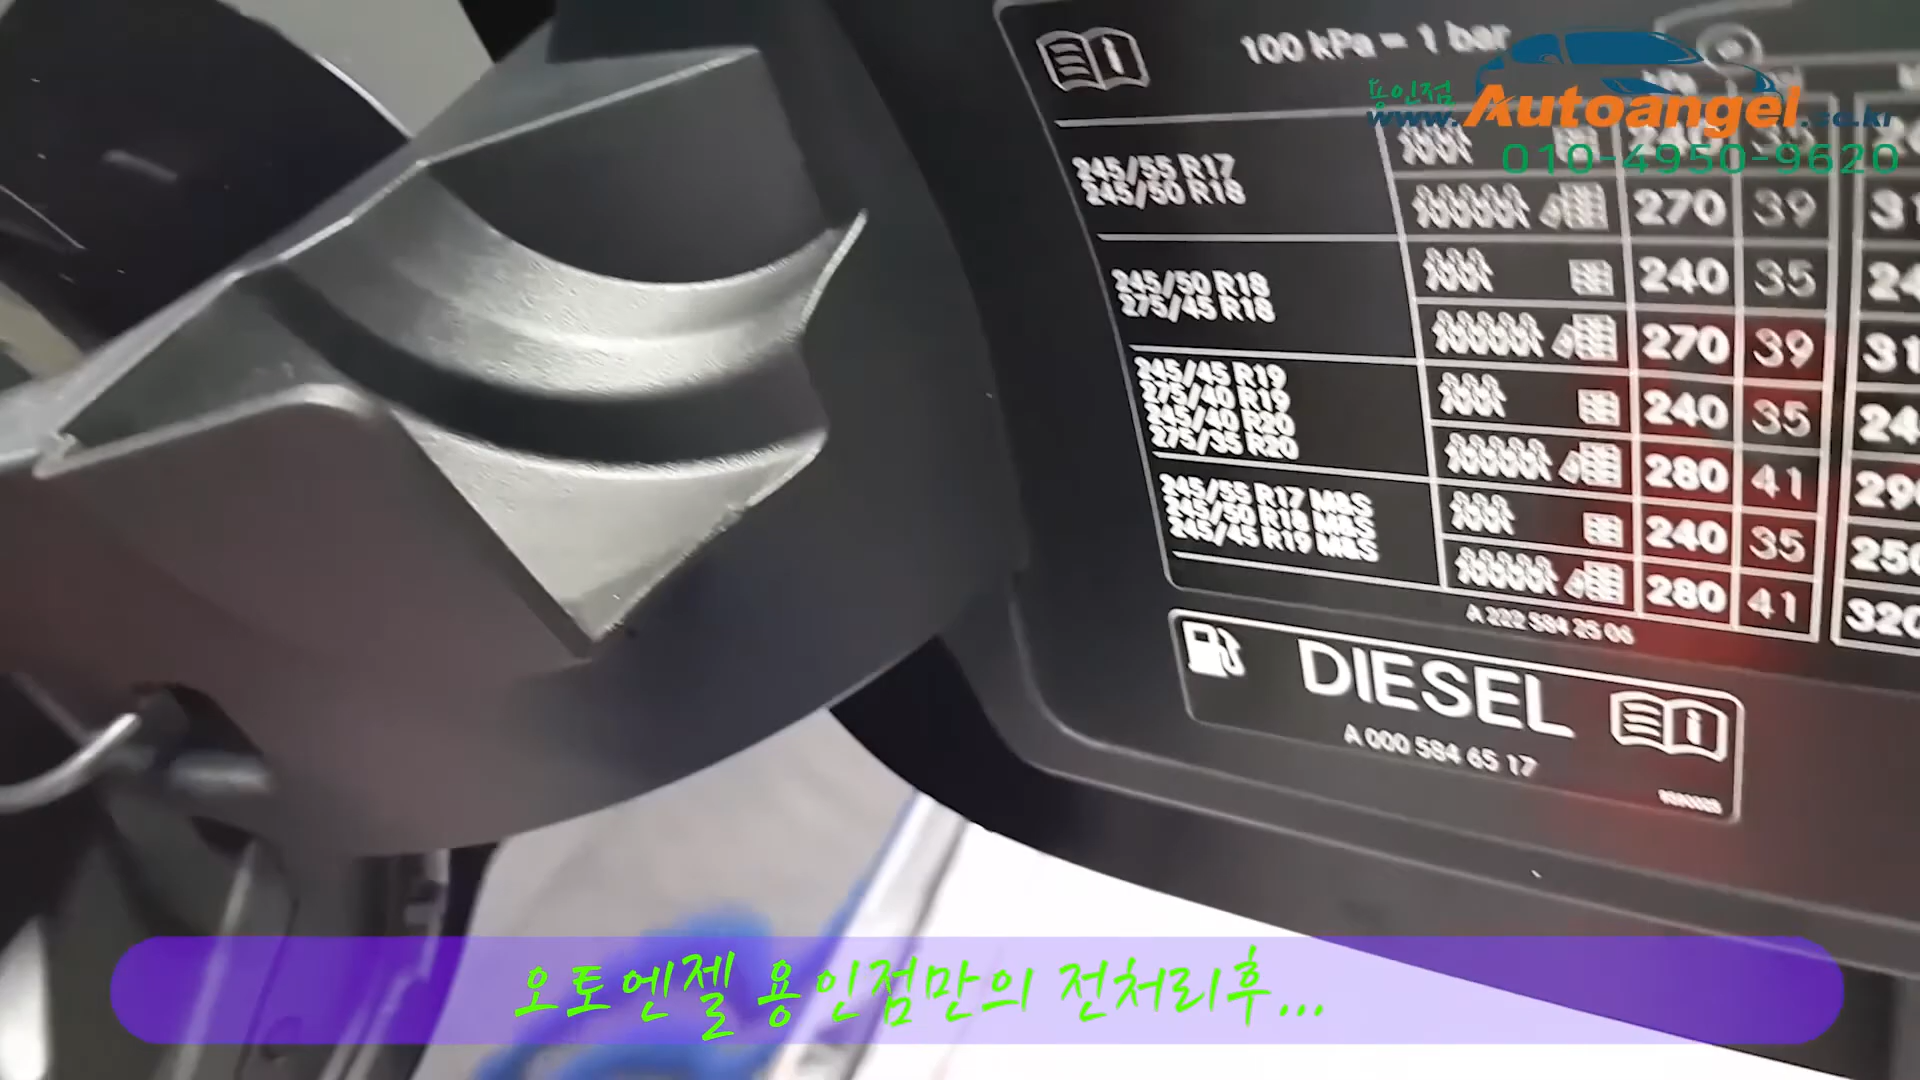 100 kPa = 1 bar
용인점
www.Autoangel.co.kr
010-4950-9620
245/55 R17
245/50 R18
270 39
245/50 R18
275/45 R18
240 35
270 39
245/45 R19
275/40 R19
245/40 R20
275/35 R20
240 35
280 41
245/55 R17 M&S
245/50 R18 M&S
245/45 R19 M&S
240 35
280 41
A 222 584 25 06
DIESEL
A 000 584 65 17
오토엔젤 용인점만의 전처리후...